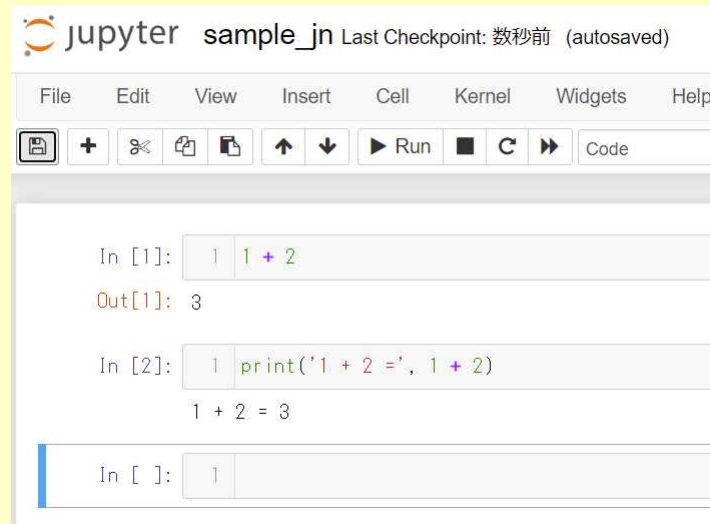 jupyter sample_jn Last Checkpoint: 数秒前 (autosaved)
File Edit View Insert Cell Kernel Widgets Help
Run Code
In [1]: 1 1 + 2
Out[1]: 3
In [2]: 1 print('1 + 2 =', 1 + 2)
1 + 2 = 3
In [ ]: 1